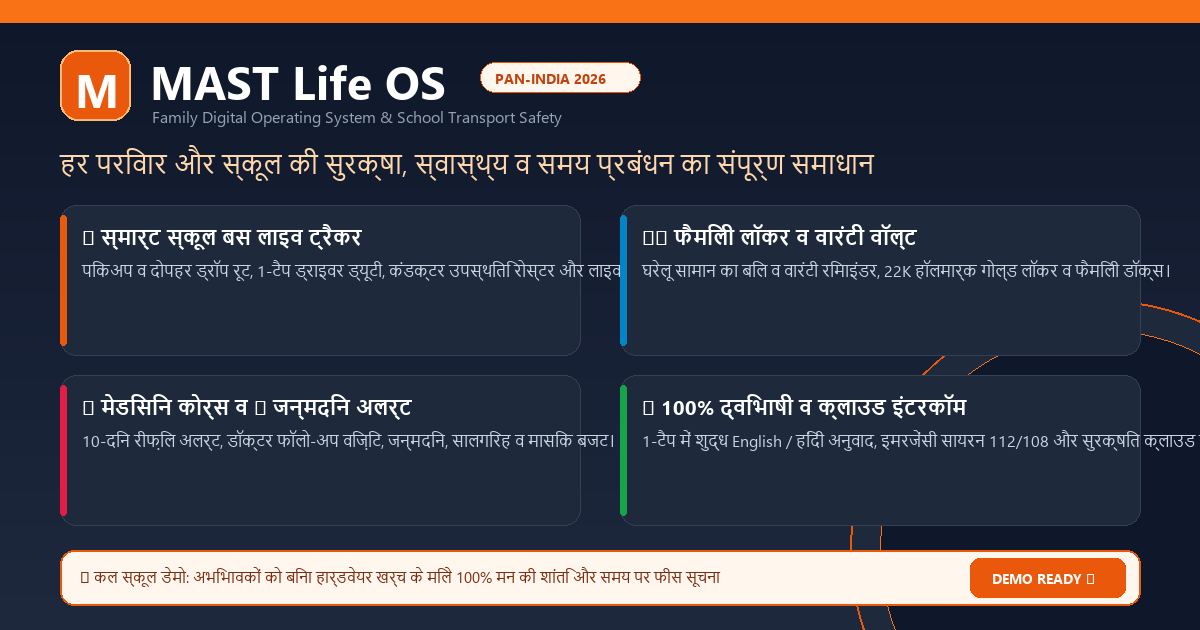 M
MAST Life OS
PAN-INDIA 2026
Family Digital Operating System & School Transport Safety
हर परिवार और स्कूल की सुरक्षा, स्वास्थ्य व समय प्रबंधन का संपूर्ण समाधान
स्मार्ट स्कूल बस लाइव ट्रैकर
पिकअप व दोपहर ड्रॉप रूट, 1-टैप ड्राइवर ड्यूटी, कंडक्टर उपस्थिति रोस्टर और लाइव
फैमिली लॉकर व वारंटी वॉल्ट
घरेलू सामान का बिल व वारंटी रिमाइंडर, 22K हॉलमार्क गोल्ड लॉकर व फैमिली डॉक्स।
मेडिसिन कोर्स व जन्मदिन अलर्ट
10-दिन रीफिल अलर्ट, डॉक्टर फॉलो-अप विजिट, जन्मदिन, सालगिरह व मासिक बजट।
100% द्विभाषी व क्लाउड इंटरकॉम
1-टैप में शुद्ध English / हिंदी अनुवाद, इमरजेंसी सायरन 112/108 और सुरक्षित क्लाउड
कल स्कूल डेमो: अभिभावकों को बिना हार्डवेयर खर्च के मिले 100% मन की शांति और समय पर फीस सूचना
DEMO READY